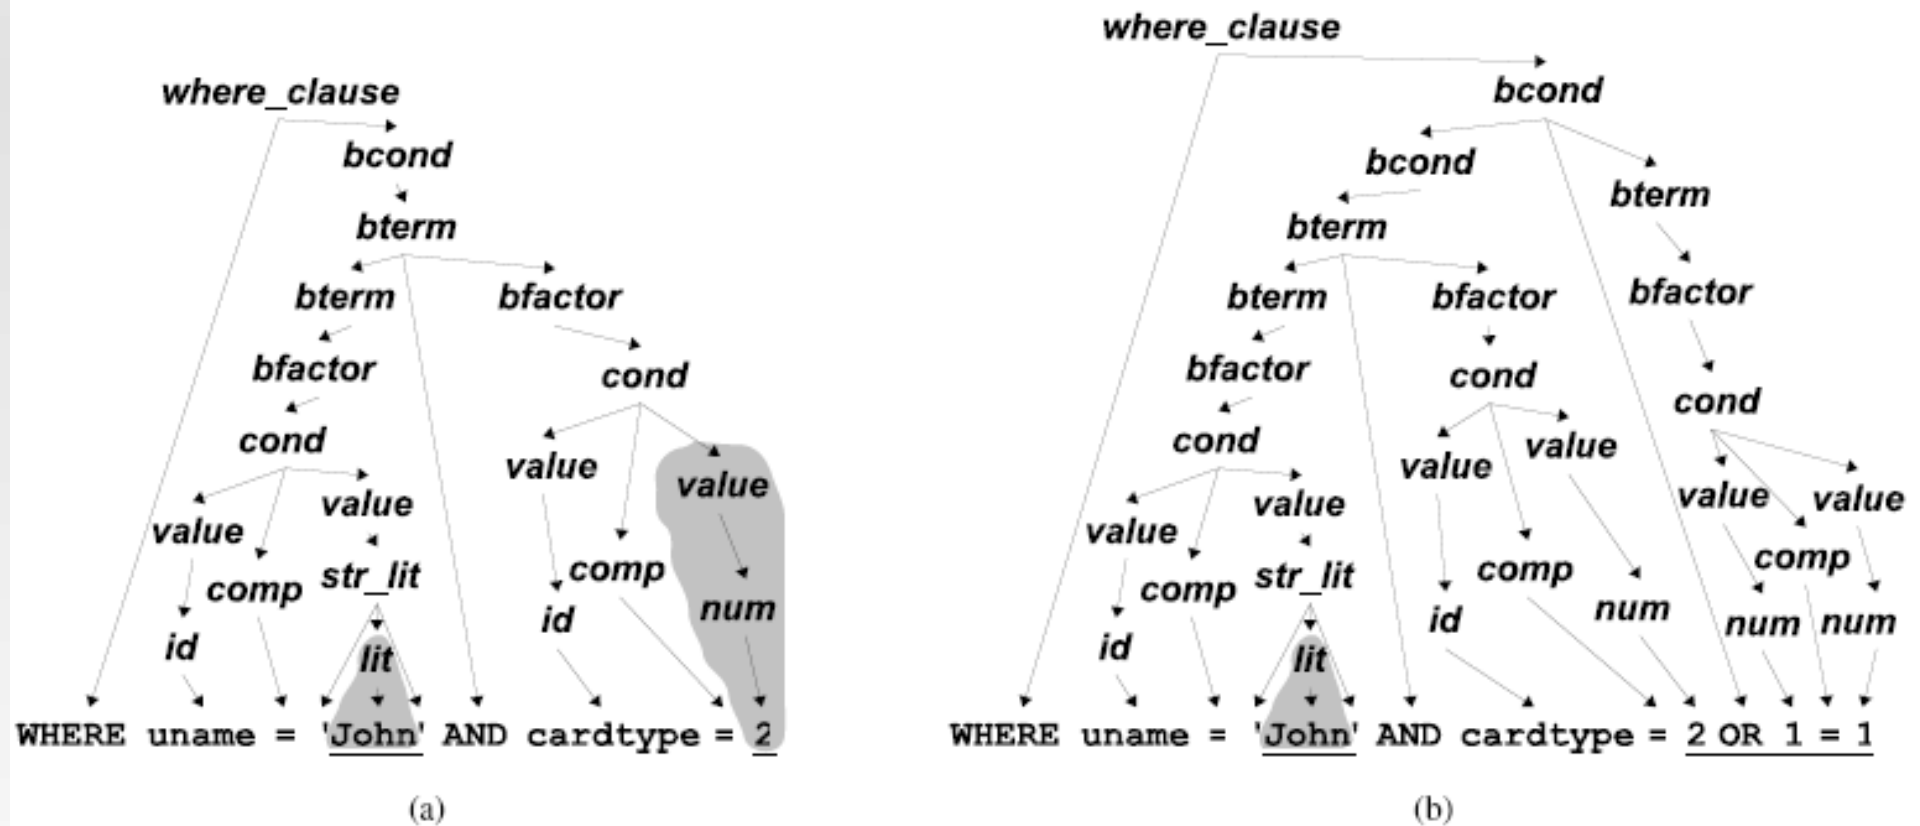 where_clause
bcond
bterm
bterm bfactor
bfactor cond
cond
value value
value value
comp str_lit comp num
id lit id
WHERE uname = 'John' AND cardtype = 2
(a)
where_clause
bcond
bcond bterm
bterm
bterm bfactor bfactor
bfactor cond cond
cond
value value value value value
value comp
comp str_lit comp num num num
id lit id
WHERE uname = 'John' AND cardtype = 2 OR 1 = 1
(b)